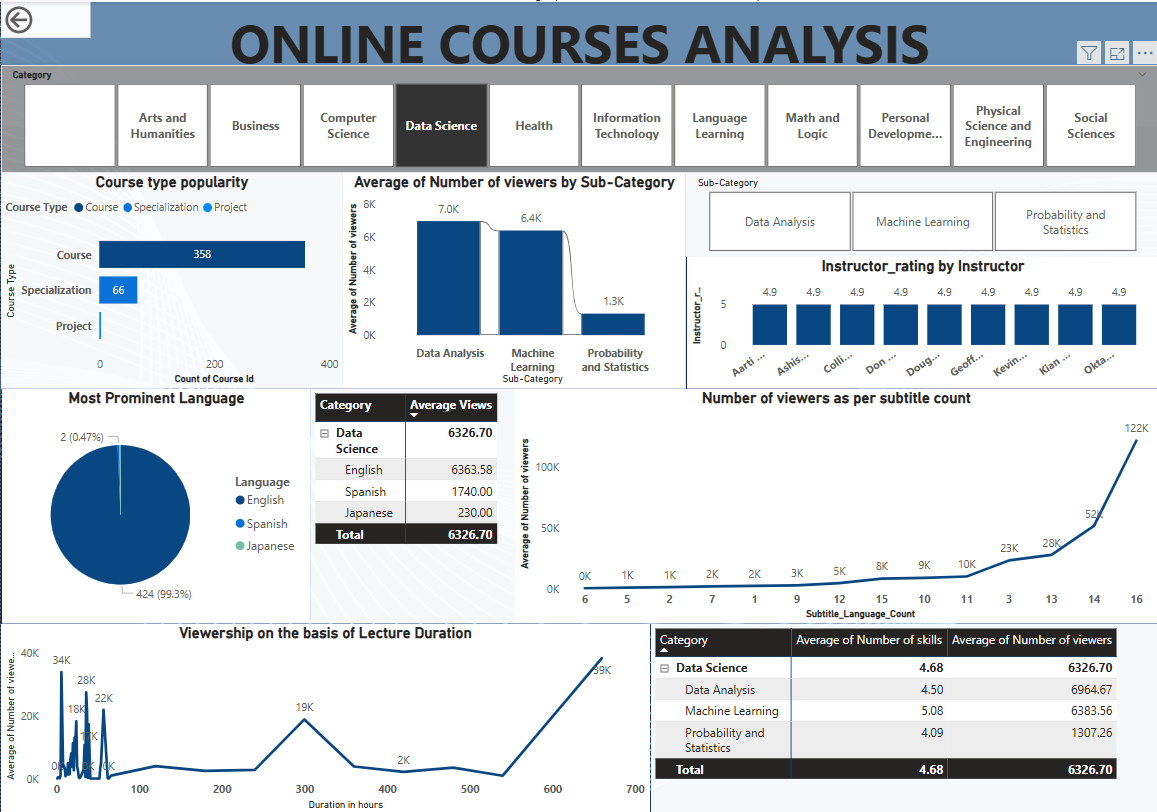 ONLINE COURSES ANALYSIS
Category
Arts and
Humanities
Business
Computer
Science
Data Science
Health
Information
Technology
Language
Learning
Math and
Logic
Personal
Developme...
Physical
Science and
Engineering
Social
Sciences
Course type popularity
Course Type Course Specialization Project
Course Type
Course
358
Specialization
66
Project
0 200 400
Count of Course Id
Average of Number of viewers by Sub-Category
Average of Number of viewers
8K
6K
4K
2K
0K
7.0K
6.4K
1.3K
Data Analysis
Machine
Learning
Probability
and Statistics
Sub-Category
Sub-Category
Data Analysis
Machine Learning
Probability and
Statistics
Instructor_rating by Instructor
Instructor_r...
5
0
4.9 4.9 4.9 4.9 4.9 4.9 4.9 4.9 4.9
Aarti ... Ashis... Colli... Don ... Doug... Geoff... Kevin... Kian ... Okta...
Most Prominent Language
2 (0.47%)
424 (99.3%)
Language
English
Spanish
Japanese
Category Average Views
Data
Science
6326.70
English 6363.58
Spanish 1740.00
Japanese 230.00
Total 6326.70
Number of viewers as per subtitle count
Average of Number of viewers
100K
50K
0K
0K 1K 1K 2K 2K 3K 5K 8K 9K 10K 23K 28K 52K 122K
6 5 2 7 1 9 12 15 10 11 3 13 14 16
Subtitle_Language_Count
Viewership on the basis of Lecture Duration
Average of Number of viewe...
40K
20K
0K
34K
28K
18K
22K
19K
2K
39K
0 100 200 300 400 500 600 700
Duration in hours
Category Average of Number of skills Average of Number of viewers
Data Science 4.68 6326.70
Data Analysis 4.50 6964.67
Machine Learning 5.08 6383.56
Probability and
Statistics
4.09 1307.26
Total 4.68 6326.70